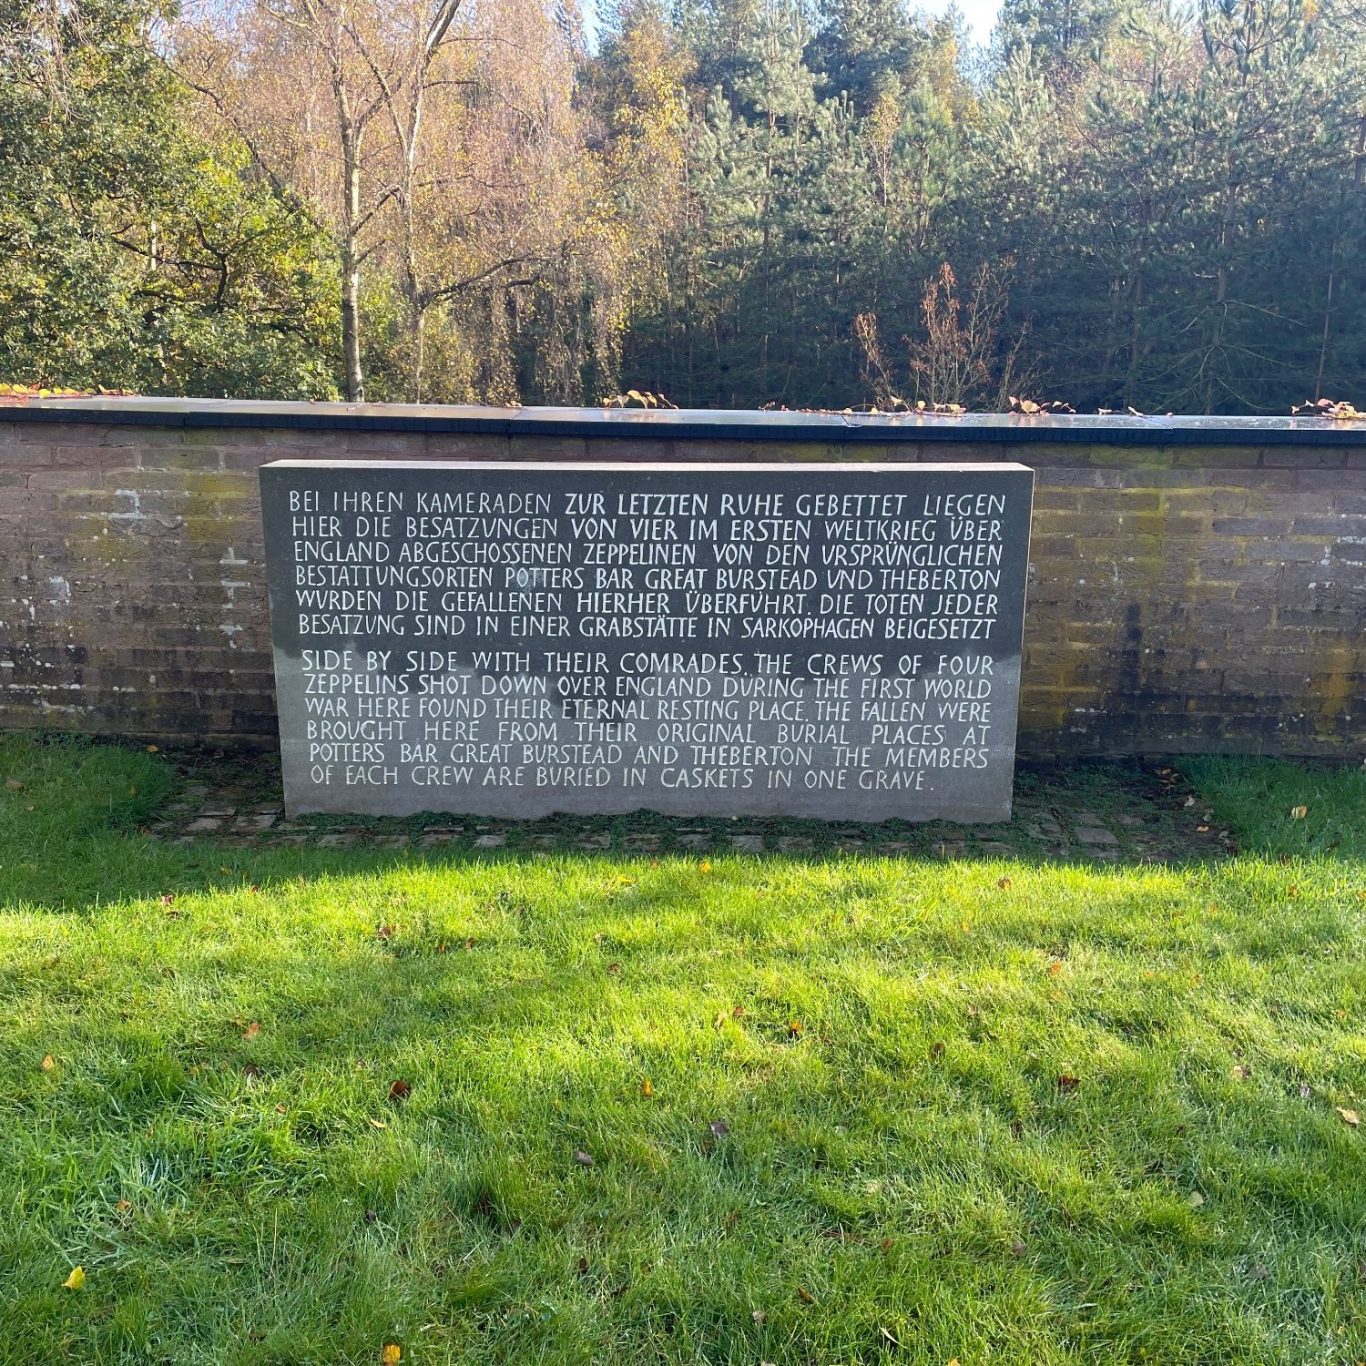 BEI IHREN KAMERADEN ZUR LETZTEN RUHE GEBETTET LIEGEN
HIER DIE BESATZUNGEN VON VIER IM ERSTEN WELTKRIEG ÜBER
ENGLAND ABGESCHOSSENEN ZEPPELINEN. VON DEN URSPRÜNGLICHEN
BESTATTUNGSORTEN POTTERS BAR GREAT BURSTEAD UND THEBERTON
WURDEN DIE GEFALLENEN HIERHER ÜBERFÜHRT. DIE TOTEN JEDER
BESATZUNG SIND IN EINER GRABSTÄTTE IN SARKOPHAGEN BEIGESETZT
SIDE BY SIDE WITH THEIR COMRADES, THE CREWS OF FOUR
ZEPPELINS SHOT DOWN OVER ENGLAND DURING THE FIRST WORLD
WAR HERE FOUND THEIR ETERNAL RESTING PLACE. THE FALLEN WERE
BROUGHT HERE FROM THEIR ORIGINAL BURIAL PLACES AT
POTTERS BAR GREAT BURSTEAD AND THEBERTON. THE MEMBERS
OF EACH CREW ARE BURIED IN CASKETS IN ONE GRAVE.